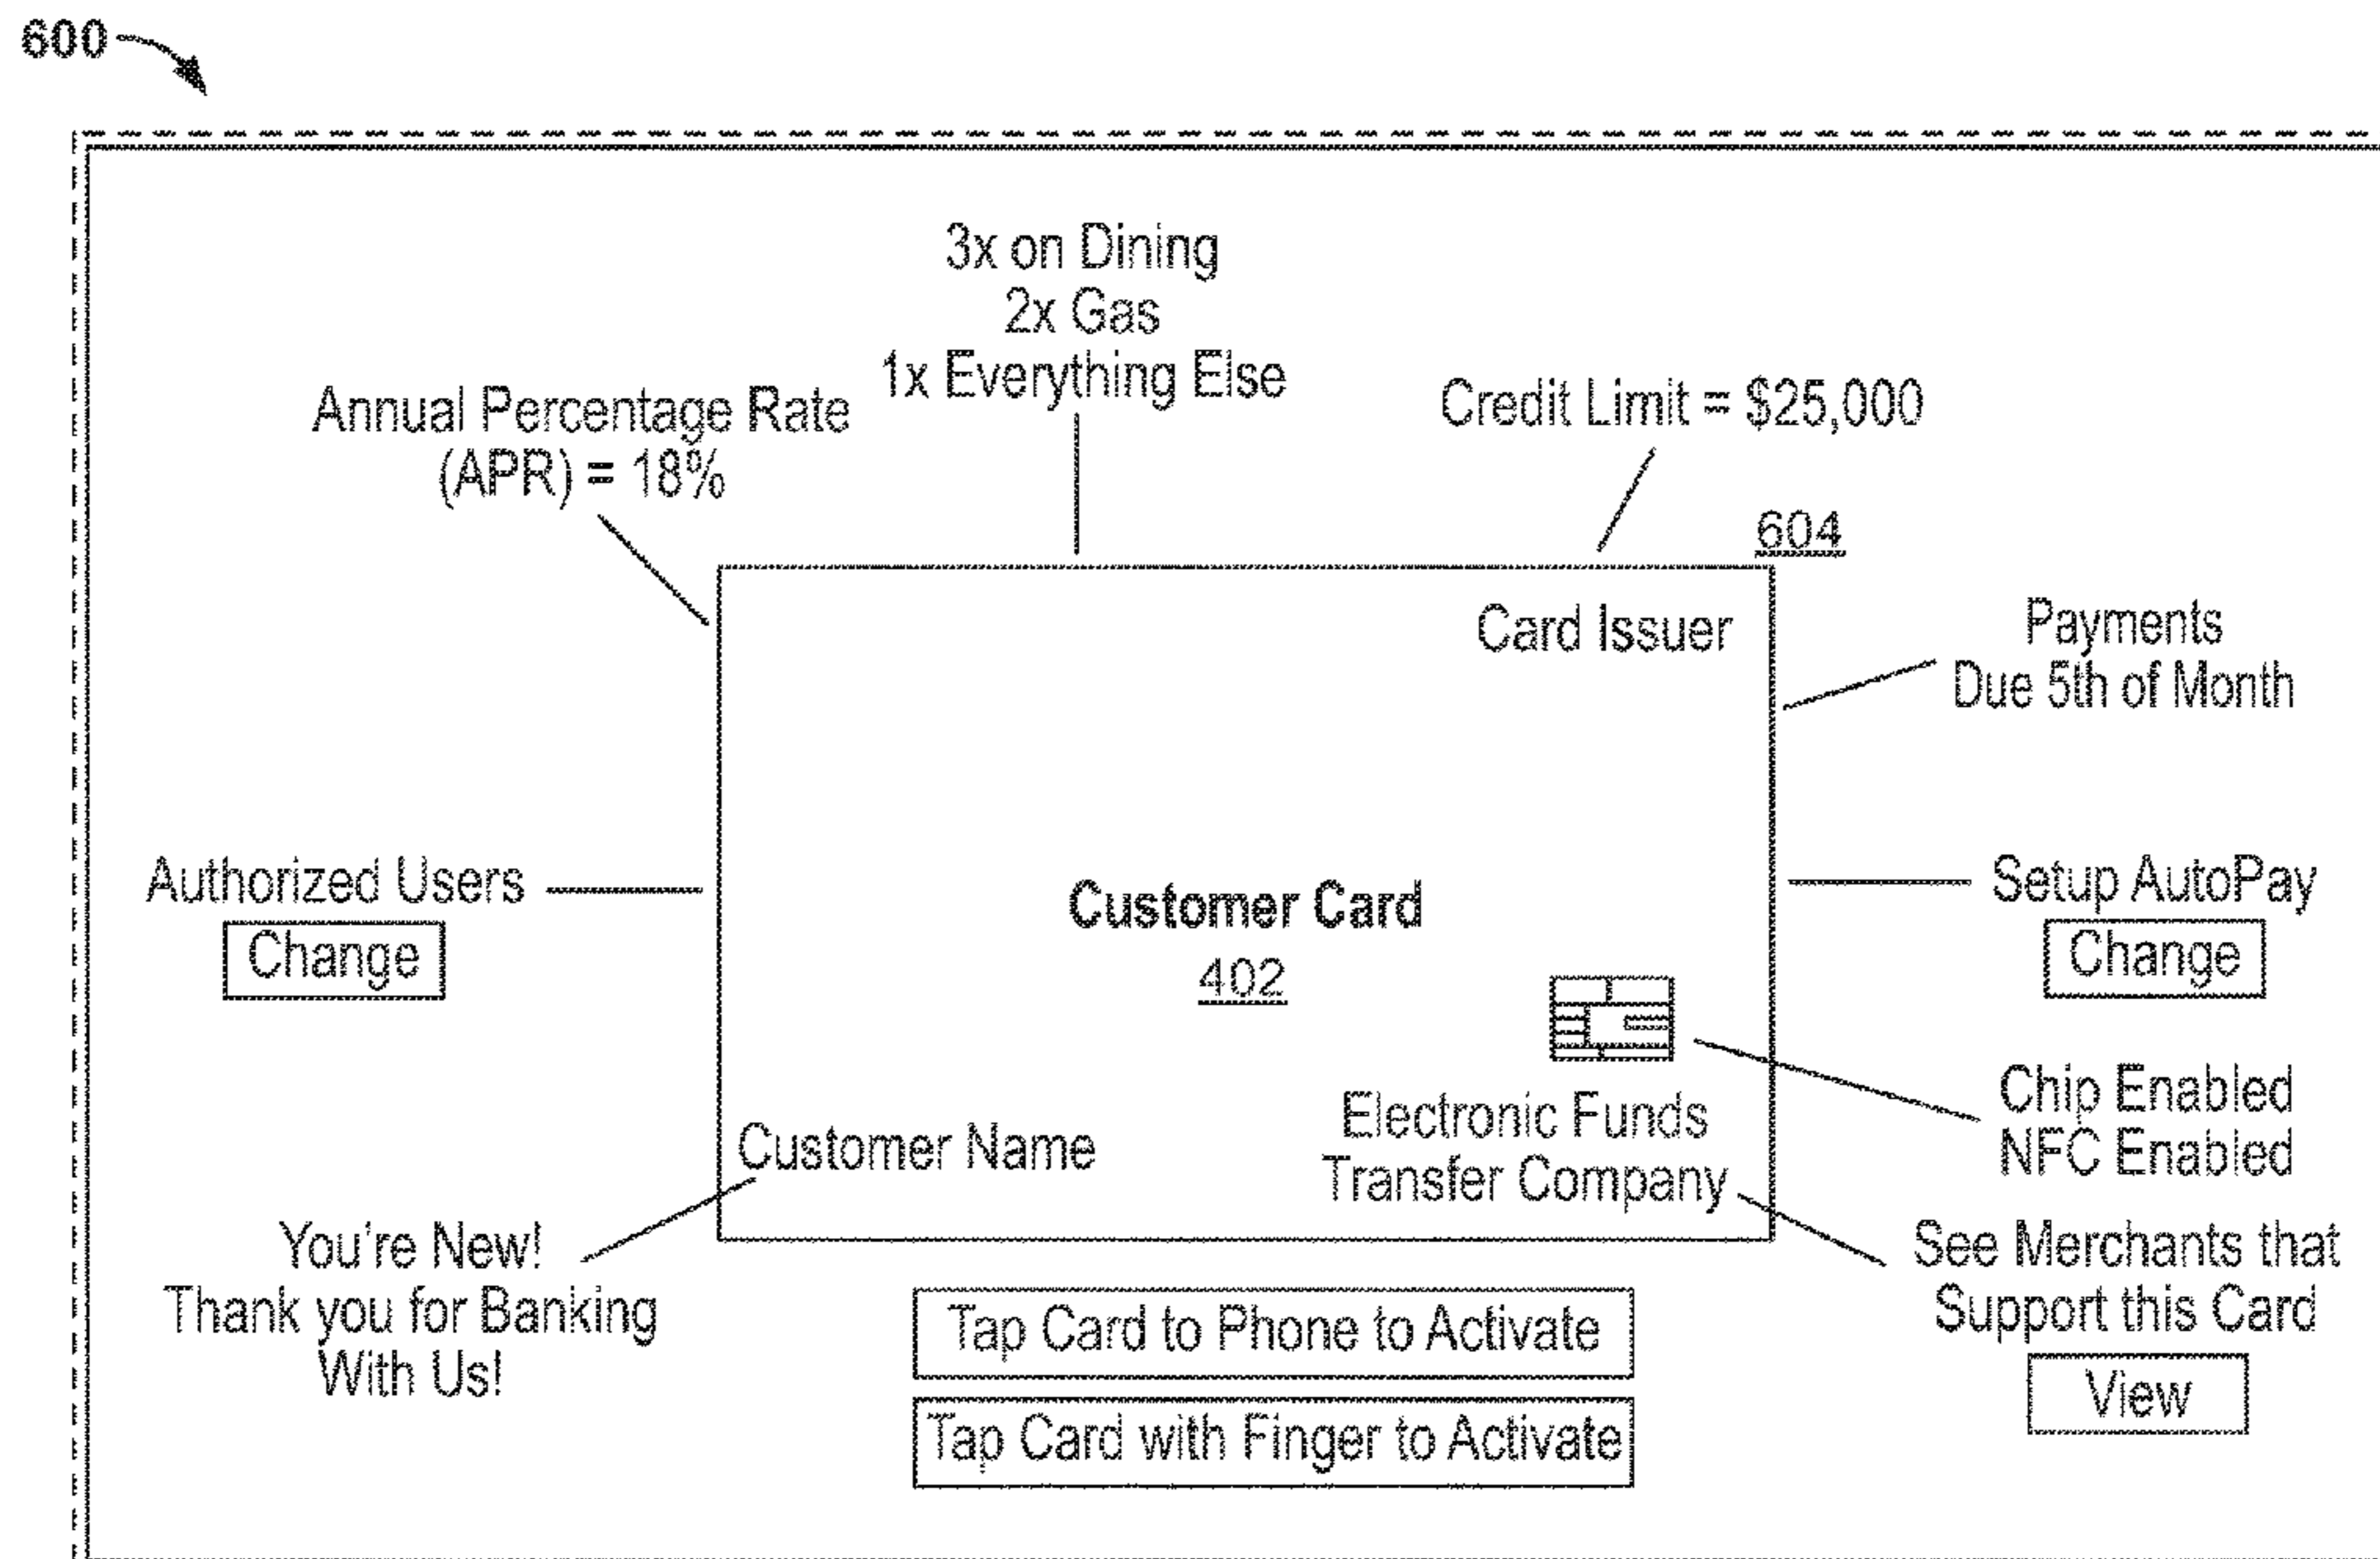 600
3x on Dining
2x Gas
1x Everything Else
Annual Percentage Rate
(APR) = 18%
Credit Limit = $25,000
604
Card Issuer
Payments
Due 5th of Month
Authorized Users
Change
Customer Card
402
Setup AutoPay
Change
Chip Enabled
NFC Enabled
Electronic Funds
Transfer Company
Customer Name
You're New!
Thank you for Banking
With Us!
See Merchants that
Support this Card
View
Tap Card to Phone to Activate
Tap Card with Finger to Activate